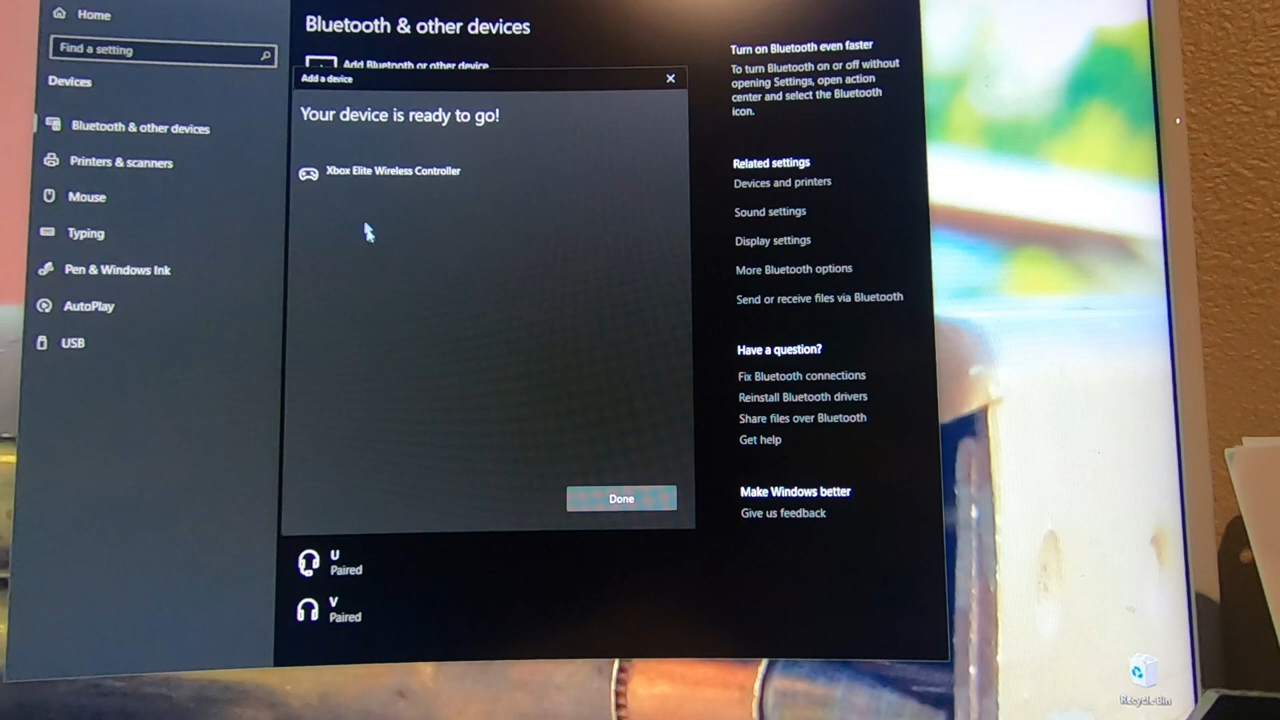 Home
Find a setting
Devices
Bluetooth & other devices
Printers & scanners
Mouse
Typing
Pen & Windows Ink
AutoPlay
USB
Bluetooth & other devices
Add Bluetooth or other device
Add a device
Your device is ready to go!
Xbox Elite Wireless Controller
Done
U
Paired
V
Paired
Turn on Bluetooth even faster
To turn Bluetooth on or off without
opening Settings, open action
center and select the Bluetooth
icon.
Related settings
Devices and printers
Sound settings
Display settings
More Bluetooth options
Send or receive files via Bluetooth
Have a question?
Fix Bluetooth connections
Reinstall Bluetooth drivers
Share files over Bluetooth
Get help
Make Windows better
Give us feedback
Recycle Bin